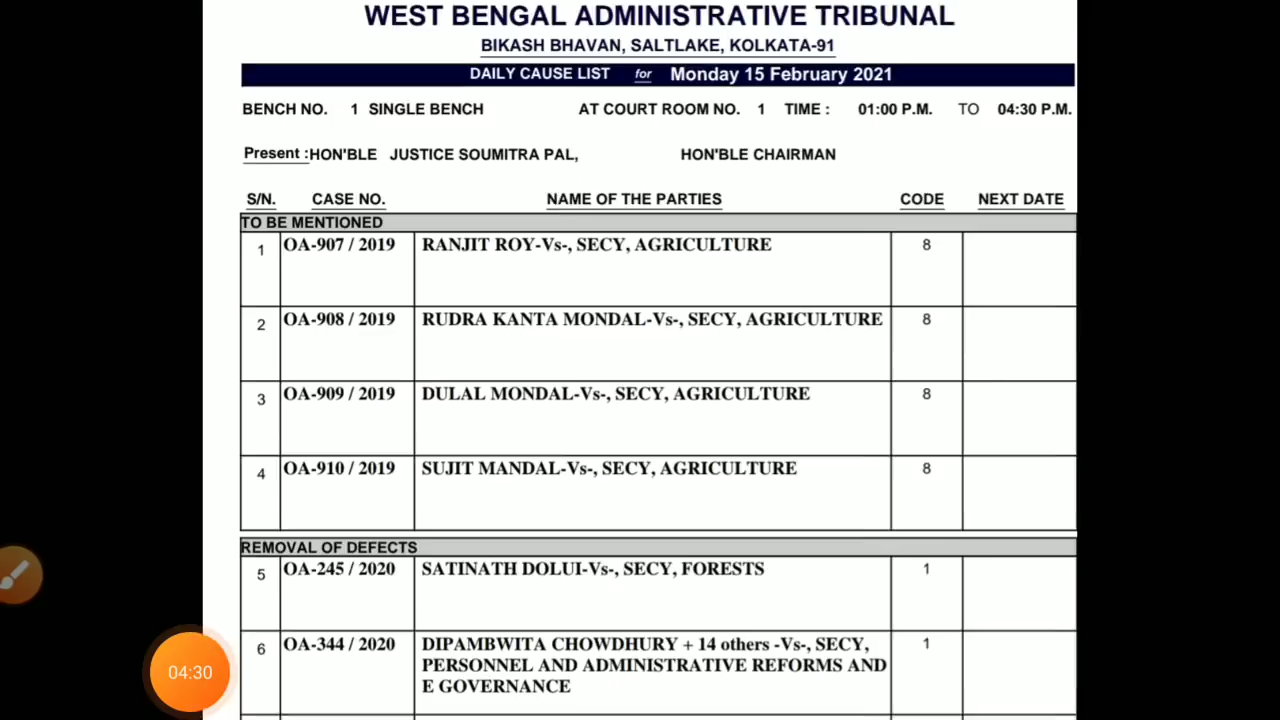 WEST BENGAL ADMINISTRATIVE TRIBUNAL
BIKASH BHAVAN, SALTLAKE, KOLKATA-91
DAILY CAUSE LIST for Monday 15 February 2021
BENCH NO. 1 SINGLE BENCH AT COURT ROOM NO. 1 TIME : 01:00 P.M. TO 04:30 P.M.
Present :HON'BLE JUSTICE SOUMITRA PAL, HON'BLE CHAIRMAN
S/N. CASE NO. NAME OF THE PARTIES CODE NEXT DATE
TO BE MENTIONED
1 OA-907 / 2019 RANJIT ROY-Vs-, SECY, AGRICULTURE 8
2 OA-908 / 2019 RUDRA KANTA MONDAL-Vs-, SECY, AGRICULTURE 8
3 OA-909 / 2019 DULAL MONDAL-Vs-, SECY, AGRICULTURE 8
4 OA-910 / 2019 SUJIT MANDAL-Vs-, SECY, AGRICULTURE 8
REMOVAL OF DEFECTS
5 OA-245 / 2020 SATINATH DOLUI-Vs-, SECY, FORESTS 1
6 OA-344 / 2020 DIPAMBWITA CHOWDHURY + 14 others -Vs-, SECY, 1
PERSONNEL AND ADMINISTRATIVE REFORMS AND
E GOVERNANCE
04:30